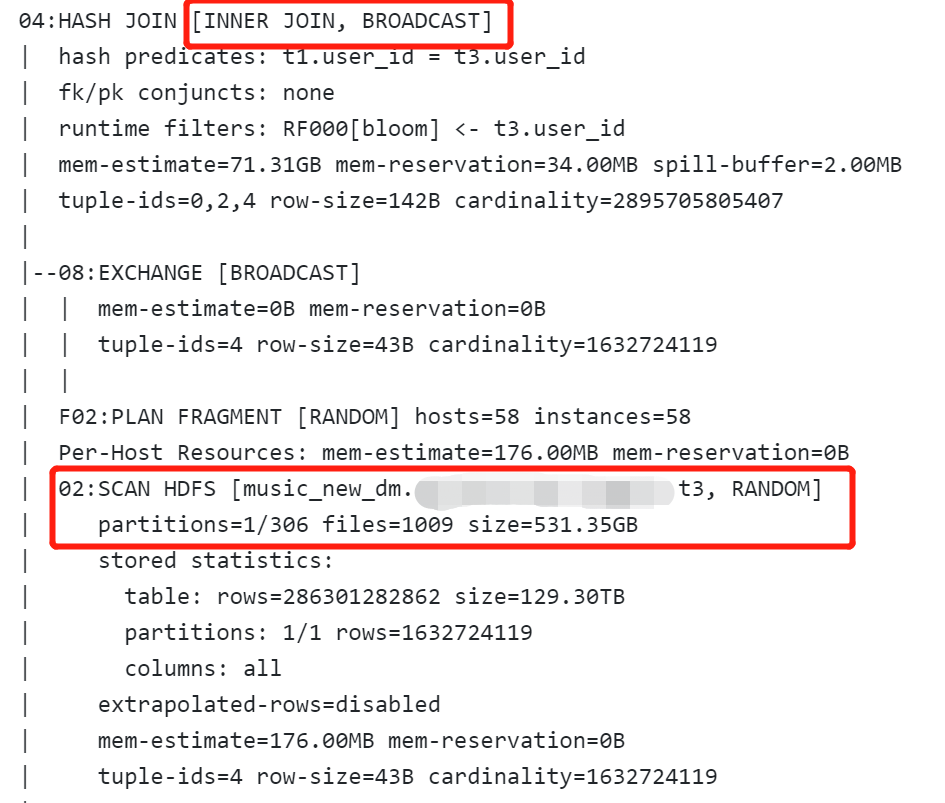 04:HASH JOIN [INNER JOIN, BROADCAST]
|  hash predicates: t1.user_id = t3.user_id
|  fk/pk conjuncts: none
|  runtime filters: RF000[bloom] <- t3.user_id
|  mem-estimate=71.31GB mem-reservation=34.00MB spill-buffer=2.00MB
|  tuple-ids=0,2,4 row-size=142B cardinality=2895705805407
|
|--08:EXCHANGE [BROADCAST]
|  |  mem-estimate=0B mem-reservation=0B
|  |  tuple-ids=4 row-size=43B cardinality=1632724119
|  |
|  F02:PLAN FRAGMENT [RANDOM] hosts=58 instances=58
|  Per-Host Resources: mem-estimate=176.00MB mem-reservation=0B
|  02:SCAN HDFS [music_new_dm. t3, RANDOM]
|     partitions=1/306 files=1009 size=531.35GB
|     stored statistics:
|       table: rows=286301282862 size=129.30TB
|       partitions: 1/1 rows=1632724119
|       columns: all
|     extrapolated-rows=disabled
|     mem-estimate=176.00MB mem-reservation=0B
|     tuple-ids=4 row-size=43B cardinality=1632724119